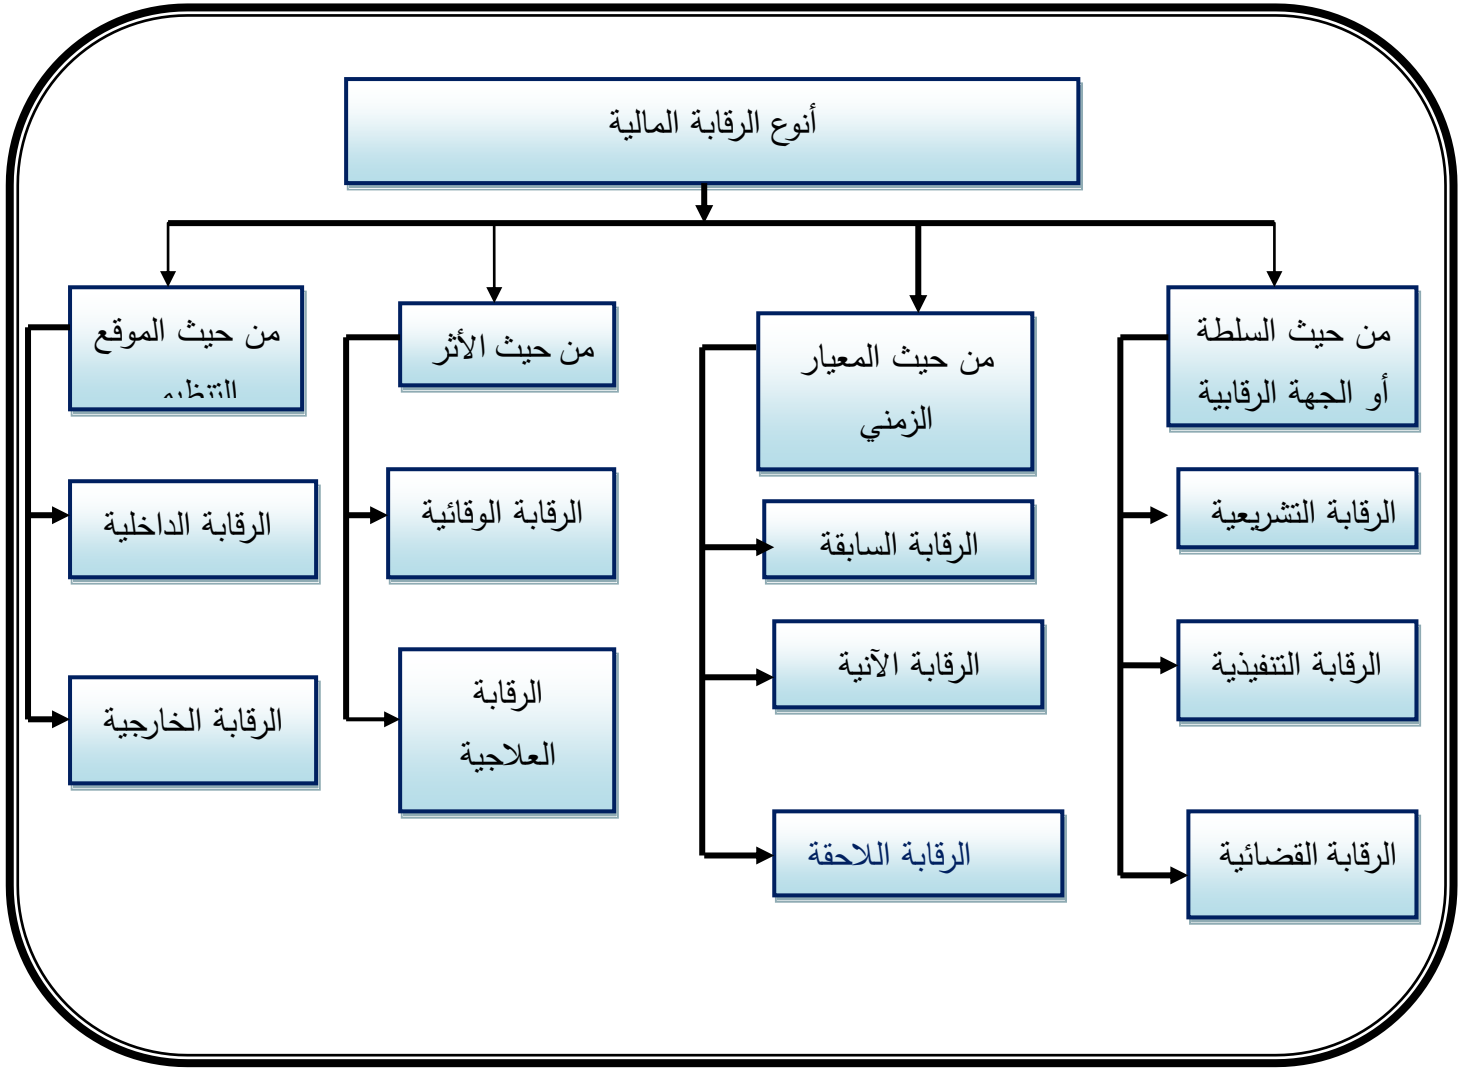 أنوع الرقابة المالية
من حيث السلطة
أو الجهة الرقابية
الرقابة التشريعية
الرقابة التنفيذية
الرقابة القضائية
من حيث المعيار
الزمني
الرقابة السابقة
الرقابة الآنية
الرقابة اللاحقة
من حيث الأثر
الرقابة الوقائية
الرقابة
العلاجية
من حيث الموقع
الرقابة الداخلية
الرقابة الخارجية